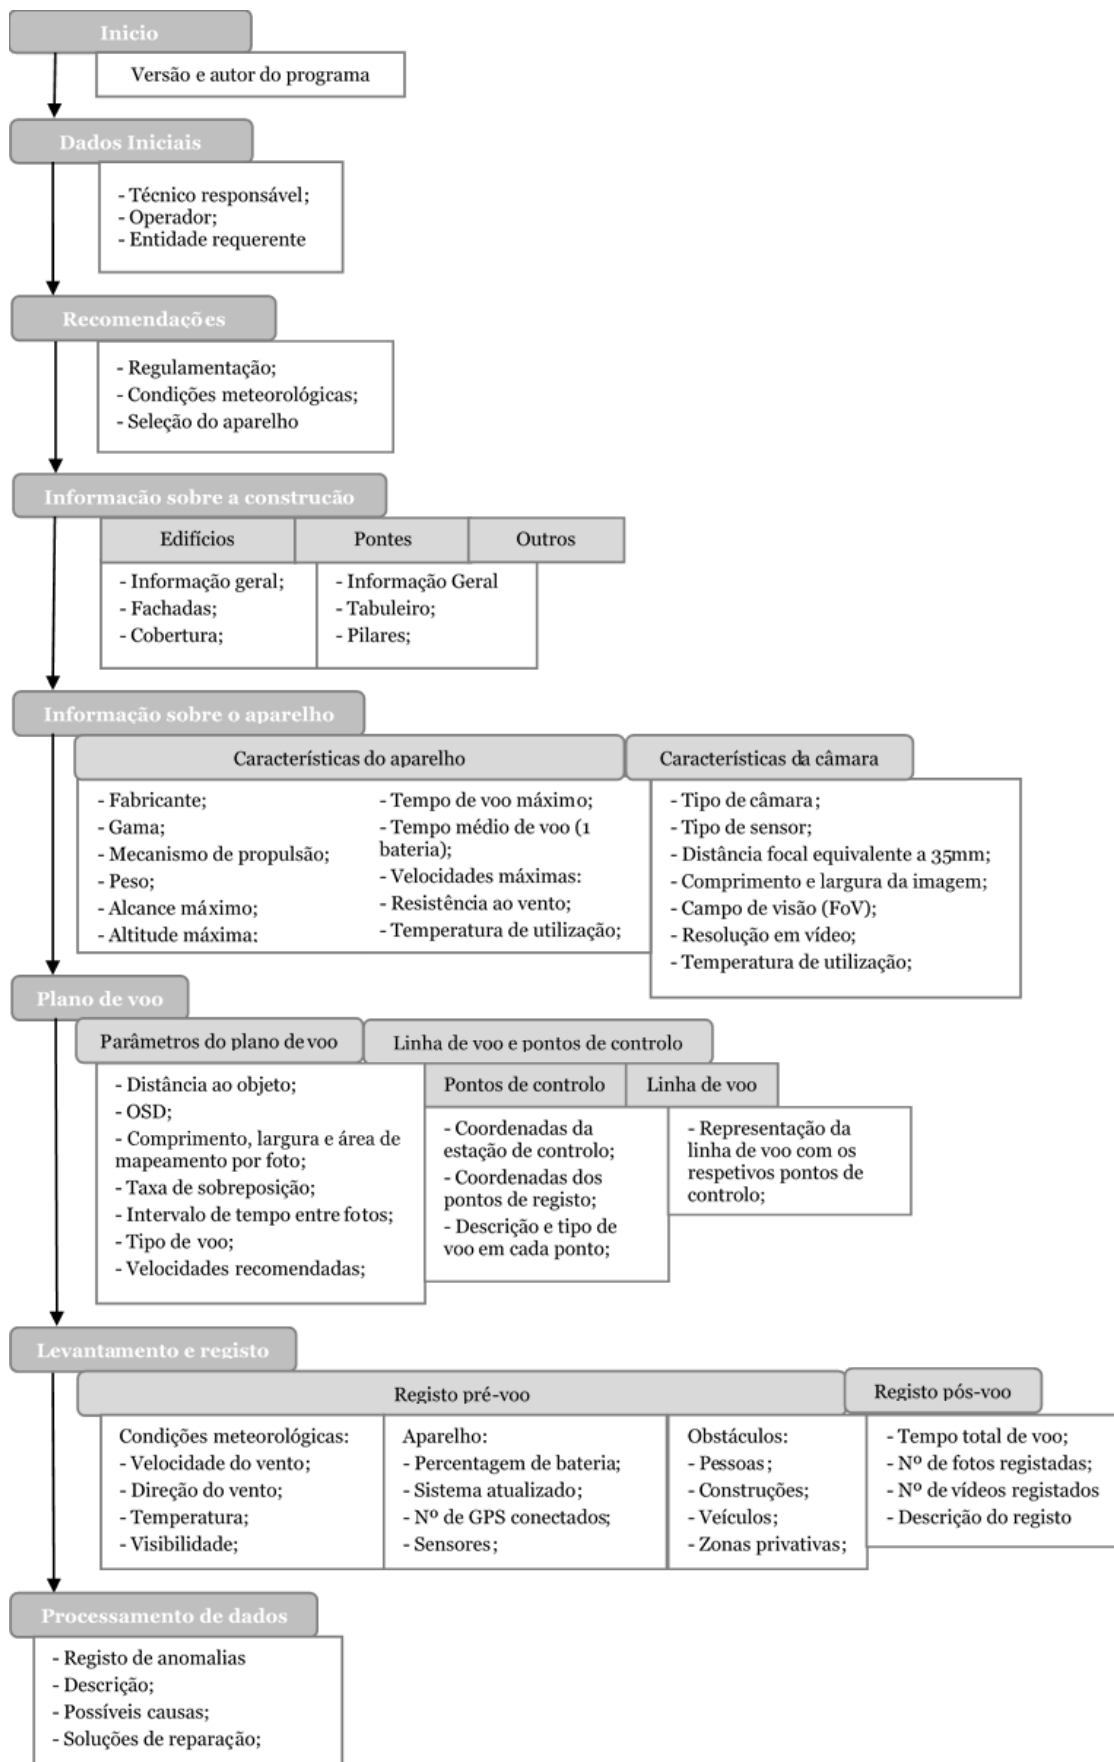 Inicio
Versão e autor do programa
Dados Iniciais
- Técnico responsável;
- Operador;
- Entidade requerente
Recomendações
- Regulamentação;
- Condições meteorológicas;
- Seleção do aparelho
Informacão sobre a construcão
Edifícios
Pontes
Outros
- Informação geral;
- Fachadas;
- Cobertura;
- Informação Geral
- Tabuleiro;
- Pilares;
Informação sobre o aparelho
Características do aparelho
- Fabricante;
- Gama;
- Mecanismo de propulsão;
- Peso;
- Alcance máximo;
- Altitude máxima;
- Tempo de voo máximo;
- Tempo médio de voo (1
bateria);
- Velocidades máximas:
- Resistência ao vento;
- Temperatura de utilização;
Características da câmara
- Tipo de câmara;
- Tipo de sensor;
- Distância focal equivalente a 35mm;
- Comprimento e largura da imagem;
- Campo de visão (FoV);
- Resolução em vídeo;
- Temperatura de utilização;
Plano de voo
Parâmetros do plano de voo
- Distância ao objeto;
- OSD;
- Comprimento, largura e área de
mapeamento por foto;
- Taxa de sobreposição;
- Intervalo de tempo entre fotos;
- Tipo de voo;
- Velocidades recomendadas;
Linha de voo e pontos de controlo
Pontos de controlo
- Coordenadas da
estação de controlo;
- Coordenadas dos
pontos de registo;
- Descrição e tipo de
voo em cada ponto;
Linha de voo
- Representação da
linha de voo com os
respetivos pontos de
controlo;
Levantamento e registo
Registo pré-voo
Condições meteorológicas:
- Velocidade do vento;
- Direção do vento;
- Temperatura;
- Visibilidade;
Aparelho:
- Percentagem de bateria;
- Sistema atualizado;
- Nº de GPS conectados;
- Sensores;
Obstáculos:
- Pessoas;
- Construções;
- Veículos;
- Zonas privativas;
Registo pós-voo
- Tempo total de voo;
- Nº de fotos registadas;
- Nº de vídeos registados
- Descrição do registo
Processamento de dados
- Registo de anomalias
- Descrição;
- Possíveis causas;
- Soluções de reparação;